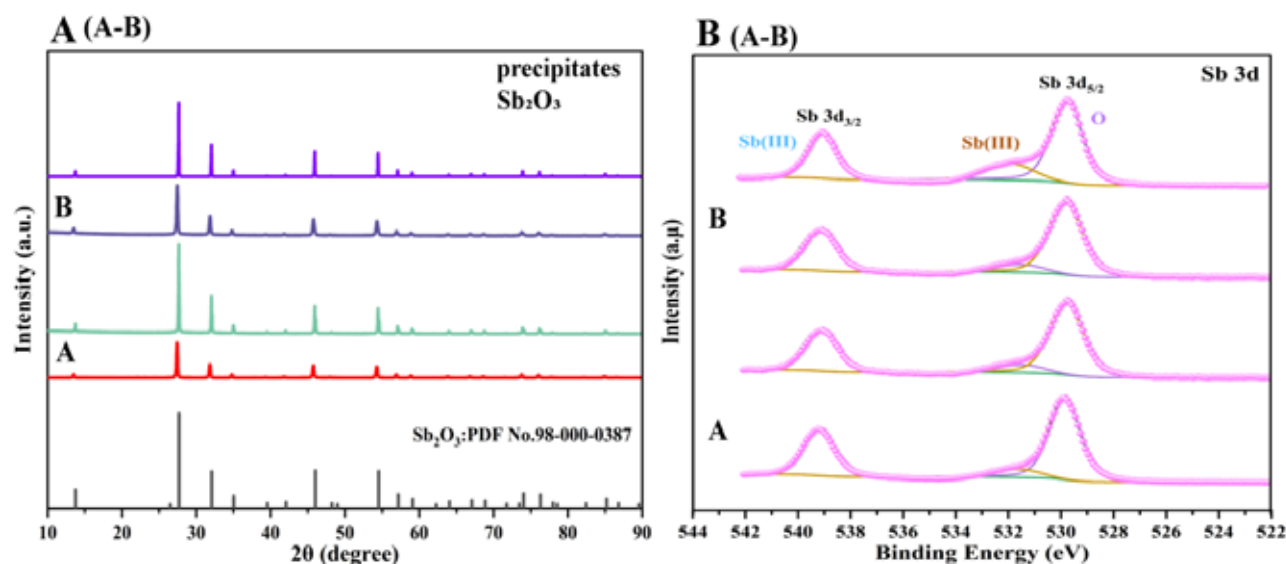 A (A-B)
precipitates
Sb₂O₃
B
A
Sb₂O₃:PDF No.98-000-0387
Intensity (a.u.)
10 20 30 40 50 60 70 80 90
2θ (degree)
B (A-B)
Sb 3d
Sb 3d₅/₂
Sb 3d₃/₂
O
Sb(III)
Sb(III)
B
A
Intensity (a.μ)
544 542 540 538 536 534 532 530 528 526 524 522
Binding Energy (eV)